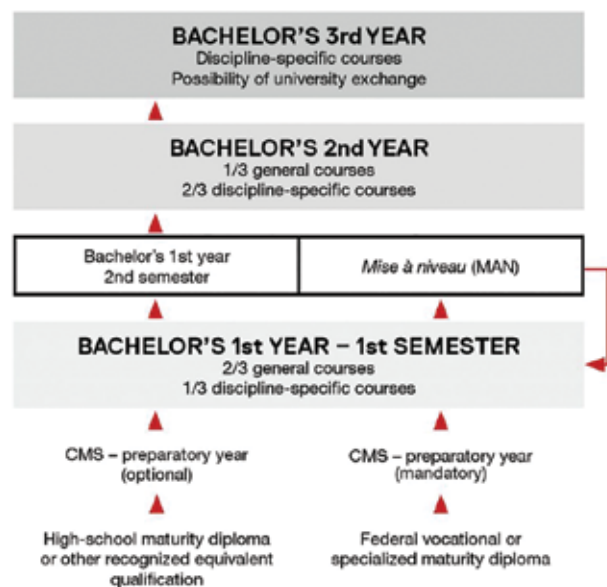 BACHELOR'S 3rd YEAR
Discipline-specific courses
Possibility of university exchange
BACHELOR'S 2nd YEAR
1/3 general courses
2/3 discipline-specific courses
Bachelor's 1st year
2nd semester
Mise à niveau (MAN)
BACHELOR'S 1st YEAR – 1st SEMESTER
2/3 general courses
1/3 discipline-specific courses
CMS – preparatory year
(optional)
CMS – preparatory year
(mandatory)
High-school maturity diploma
or other recognized equivalent
qualification
Federal vocational or
specialized maturity diploma